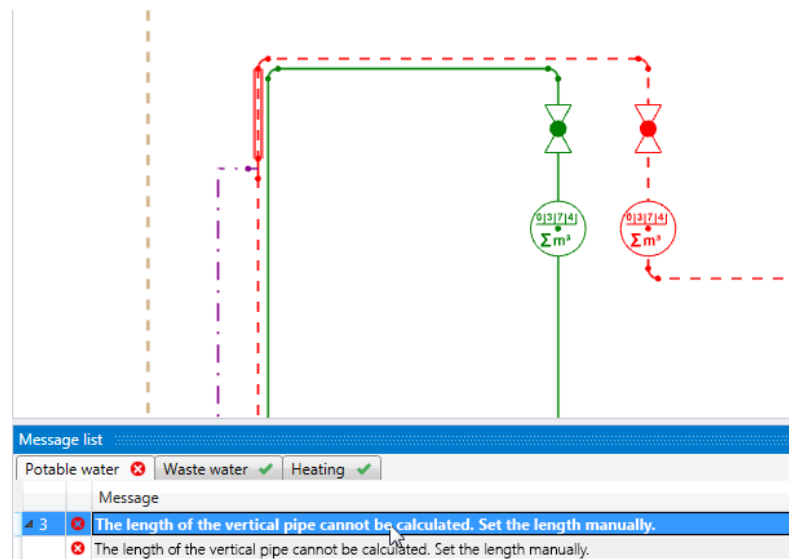 0|3|7|4|
Σm³
0|3|7|4|
Σm³
Message list
Potable water
Waste water
Heating
Message
3
The length of the vertical pipe cannot be calculated. Set the length manually.
The length of the vertical pipe cannot be calculated. Set the length manually.